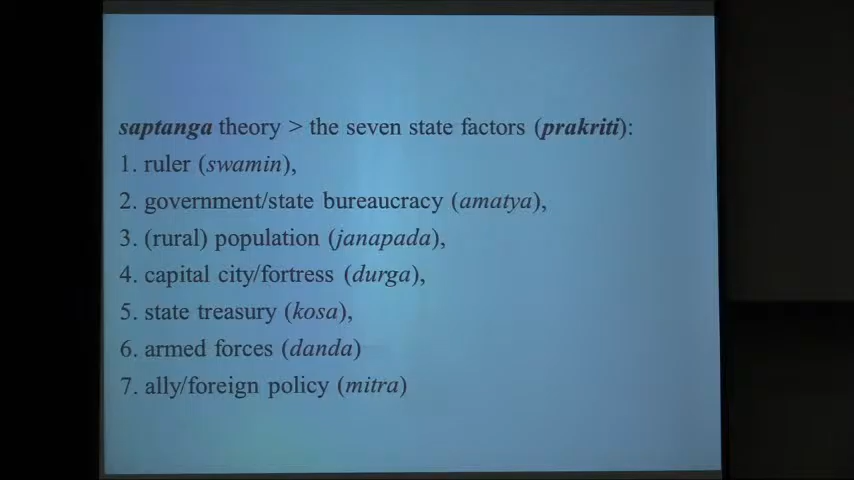 saptanga theory > the seven state factors (prakriti):
1. ruler (swamin),
2. government/state bureaucracy (amatya),
3. (rural) population (janapada),
4. capital city/fortress (durga),
5. state treasury (kosa),
6. armed forces (danda)
7. ally/foreign policy (mitra)